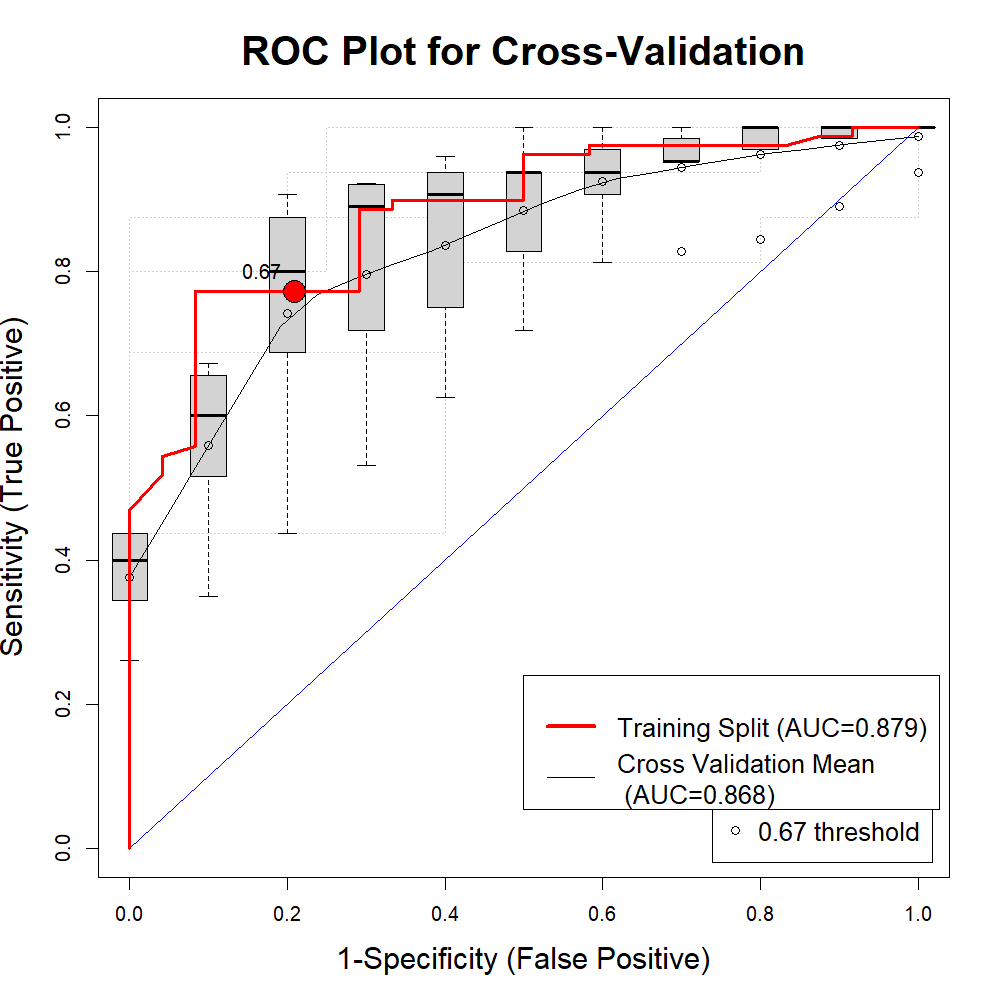 ROC Plot for Cross-Validation
Sensitivity (True Positive)
1.0
0.8
0.6
0.4
0.2
0.0
0.67
Training Split (AUC=0.879)
Cross Validation Mean
(AUC=0.868)
0.67 threshold
0.0 0.2 0.4 0.6 0.8 1.0
1-Specificity (False Positive)